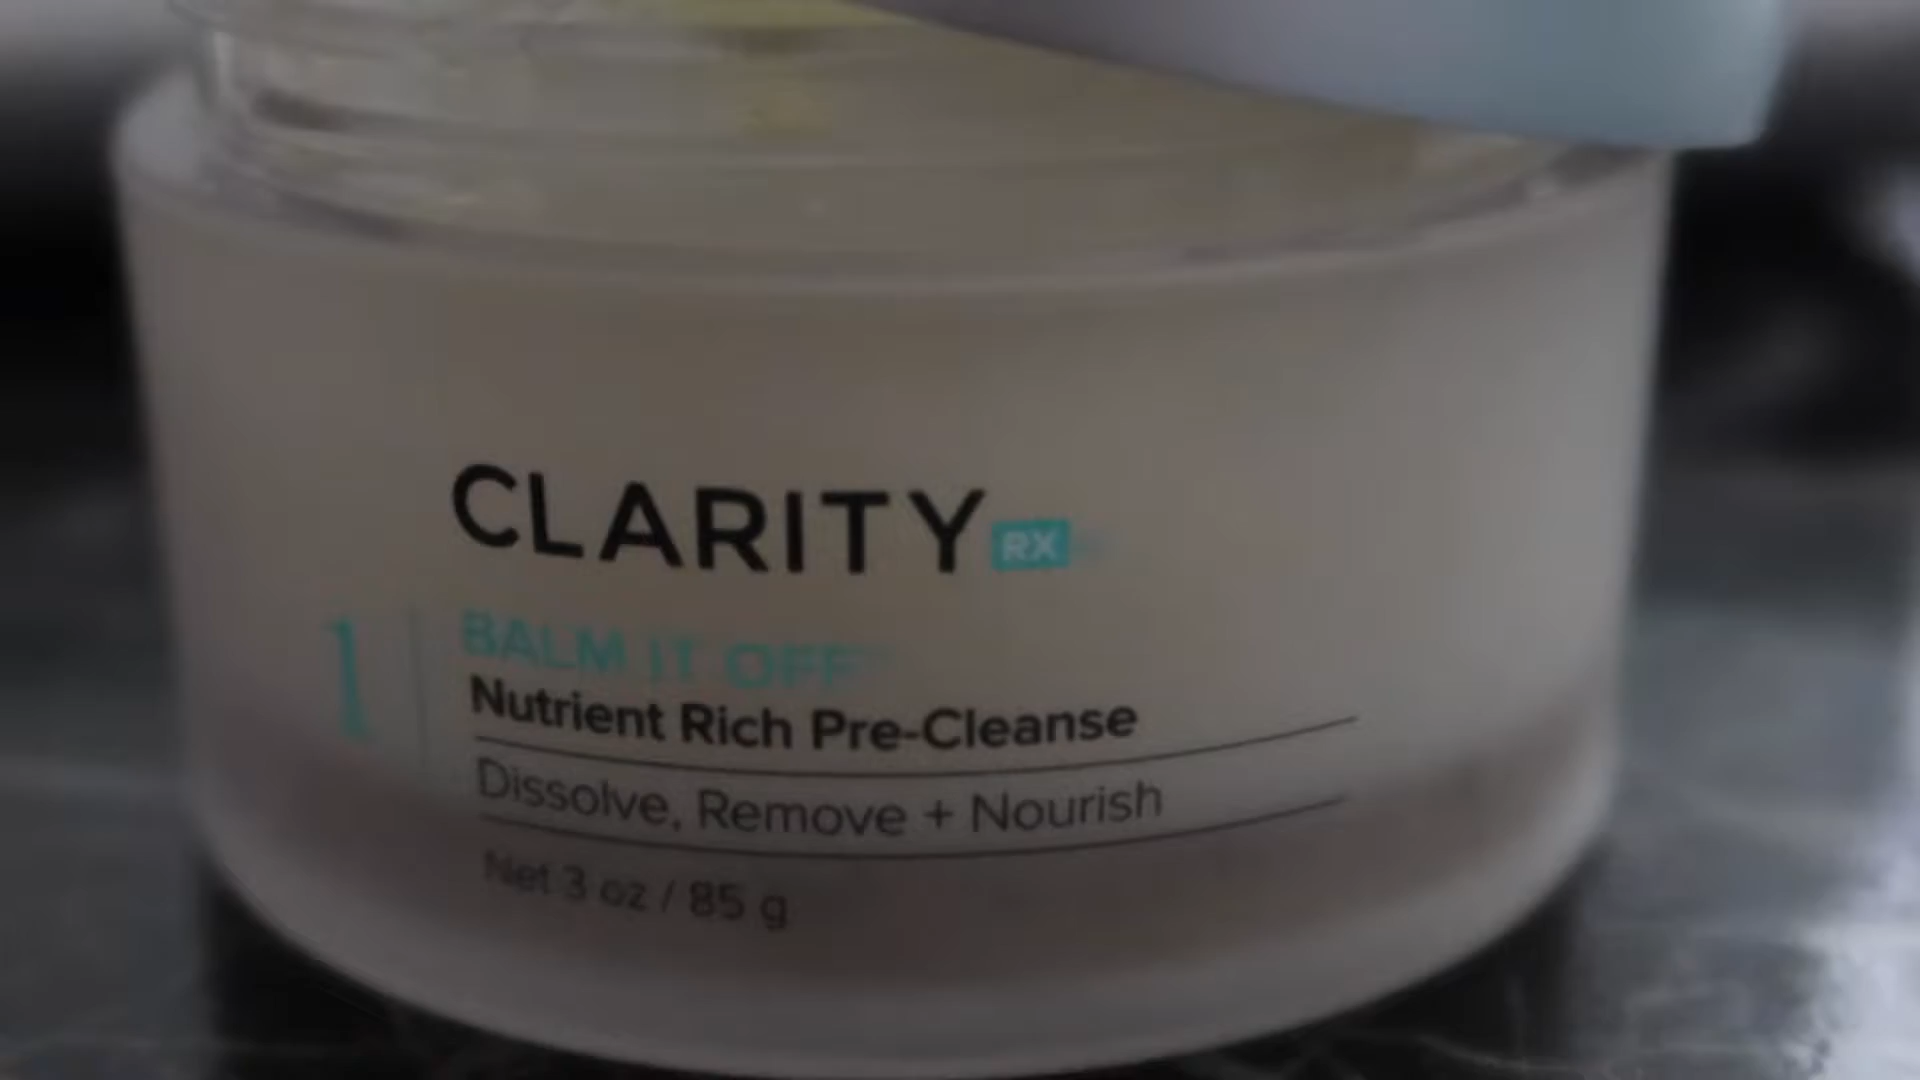 CLARITY RX
1
BALM IT OFF
Nutrient Rich Pre-Cleanse
Dissolve, Remove + Nourish
Net 3 oz / 85 g